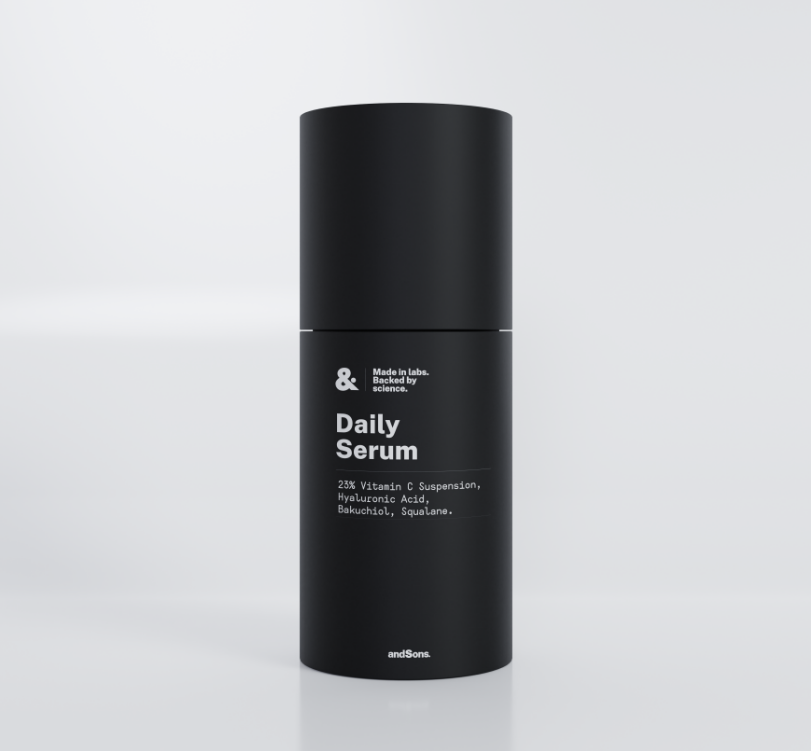 &
Made in labs.
Backed by
science.
Daily
Serum
23% Vitamin C Suspension,
Hyaluronic Acid,
Bakuchiol, Squalane.
andSons.